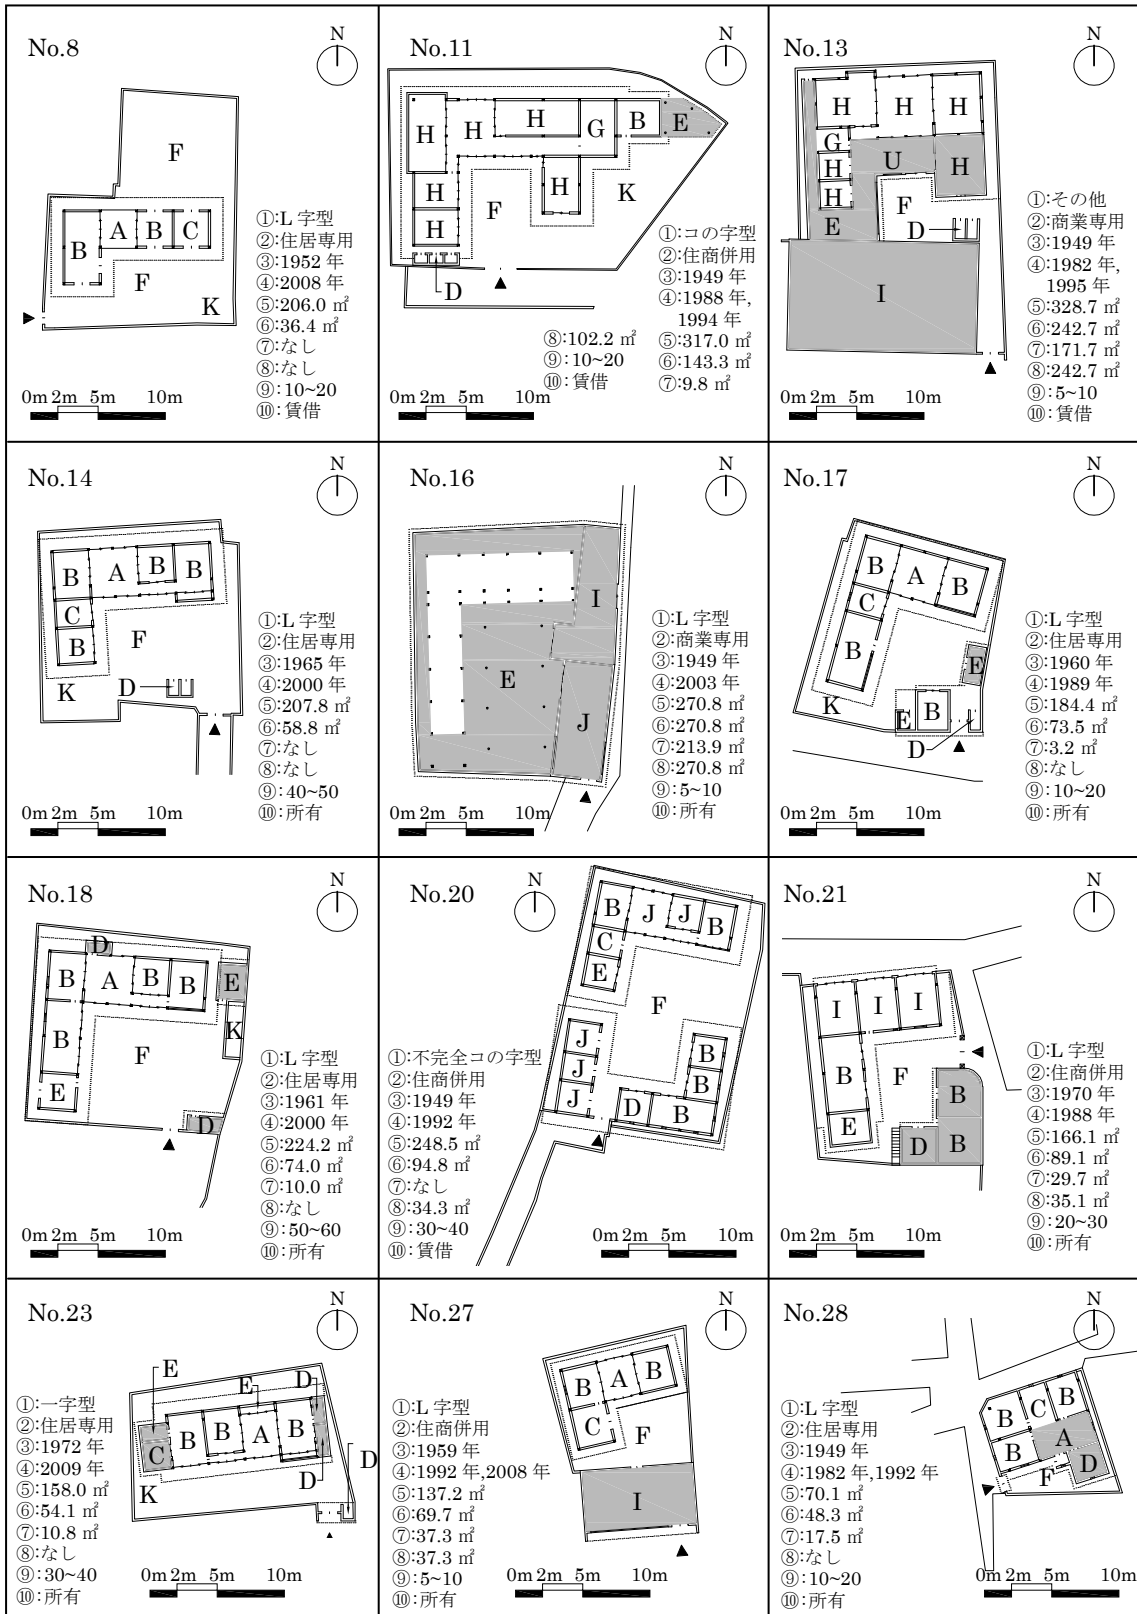 No.8
N
F
B
A
B
C
F
K
①:L 字型
②:住居専用
③:1952 年
④:2008 年
⑤:206.0 ㎡
⑥:36.4 ㎡
⑦:なし
⑧:なし
⑨:10~20
⑩:賃借
0m 2m 5m 10m
No.11
N
H
H
H
G
B
E
H
H
H
F
K
D
①:コの字型
②:住商併用
③:1949 年
④:1988 年,
1994 年
⑤:317.0 ㎡
⑥:143.3 ㎡
⑦:9.8 ㎡
⑧:102.2 ㎡
⑨:10~20
⑩:賃借
0m 2m 5m 10m
No.13
N
H
H
H
G
H
H
U
H
F
D
E
I
①:その他
②:商業専用
③:1949 年
④:1982 年,
1995 年
⑤:328.7 ㎡
⑥:242.7 ㎡
⑦:171.7 ㎡
⑧:242.7 ㎡
⑨:5~10
⑩:賃借
0m 2m 5m 10m
No.14
N
B
A
B
B
C
B
F
K
D
①:L 字型
②:住居専用
③:1965 年
④:2000 年
⑤:207.8 ㎡
⑥:58.8 ㎡
⑦:なし
⑧:なし
⑨:40~50
⑩:所有
0m 2m 5m 10m
No.16
N
I
E
J
①:L 字型
②:商業専用
③:1949 年
④:2003 年
⑤:270.8 ㎡
⑥:270.8 ㎡
⑦:213.9 ㎡
⑧:270.8 ㎡
⑨:5~10
⑩:所有
0m 2m 5m 10m
No.17
N
B
A
B
C
B
E
K
E
B
D
①:L 字型
②:住居専用
③:1960 年
④:1989 年
⑤:184.4 ㎡
⑥:73.5 ㎡
⑦:3.2 ㎡
⑧:なし
⑨:10~20
⑩:所有
0m 2m 5m 10m
No.18
N
D
B
A
B
B
E
B
K
F
E
D
①:L 字型
②:住居専用
③:1961 年
④:2000 年
⑤:224.2 ㎡
⑥:74.0 ㎡
⑦:10.0 ㎡
⑧:なし
⑨:50~60
⑩:所有
0m 2m 5m 10m
No.20
N
B
J
J
B
C
E
F
J
J
J
B
B
D
B
①:不完全コの字型
②:住商併用
③:1949 年
④:1992 年
⑤:248.5 ㎡
⑥:94.8 ㎡
⑦:なし
⑧:34.3 ㎡
⑨:30~40
⑩:賃借
0m 2m 5m 10m
No.21
N
I
I
I
B
F
B
E
D
B
①:L 字型
②:住商併用
③:1970 年
④:1988 年
⑤:166.1 ㎡
⑥:89.1 ㎡
⑦:29.7 ㎡
⑧:35.1 ㎡
⑨:20~30
⑩:所有
0m 2m 5m 10m
No.23
N
E
E
D
B
B
A
B
C
D
D
K
①:一字型
②:住居専用
③:1972 年
④:2009 年
⑤:158.0 ㎡
⑥:54.1 ㎡
⑦:10.8 ㎡
⑧:なし
⑨:30~40
⑩:所有
0m 2m 5m 10m
No.27
N
B
A
B
C
F
I
①:L 字型
②:住商併用
③:1959 年
④:1992 年,2008 年
⑤:137.2 ㎡
⑥:69.7 ㎡
⑦:37.3 ㎡
⑧:37.3 ㎡
⑨:5~10
⑩:所有
0m 2m 5m 10m
No.28
N
B
C
B
B
A
F
D
①:L 字型
②:住居専用
③:1949 年
④:1982 年,1992 年
⑤:70.1 ㎡
⑥:48.3 ㎡
⑦:17.5 ㎡
⑧:なし
⑨:10~20
⑩:所有
0m 2m 5m 10m